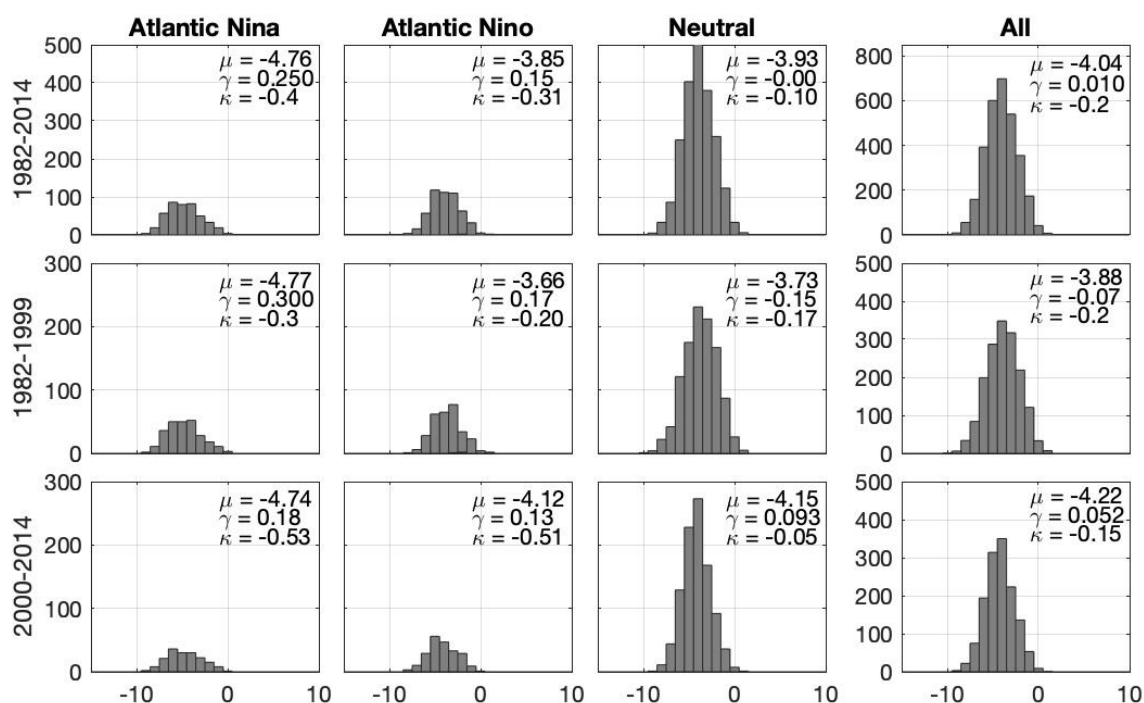 Atlantic Nina
Atlantic Nino
Neutral
All
1982-2014
500
400
300
200
100
0
μ = -4.76
γ = 0.250
κ = -0.4
μ = -3.85
γ = 0.15
κ = -0.31
μ = -3.93
γ = -0.00
κ = -0.10
800
600
400
200
0
μ = -4.04
γ = 0.010
κ = -0.2
1982-1999
300
200
100
0
μ = -4.77
γ = 0.300
κ = -0.3
μ = -3.66
γ = 0.17
κ = -0.20
μ = -3.73
γ = -0.15
κ = -0.17
500
400
300
200
100
0
μ = -3.88
γ = -0.07
κ = -0.2
2000-2014
300
200
100
0
μ = -4.74
γ = 0.18
κ = -0.53
μ = -4.12
γ = 0.13
κ = -0.51
μ = -4.15
γ = 0.093
κ = -0.05
500
400
300
200
100
0
μ = -4.22
γ = 0.052
κ = -0.15
-10 0 10
-10 0 10
-10 0 10
-10 0 10